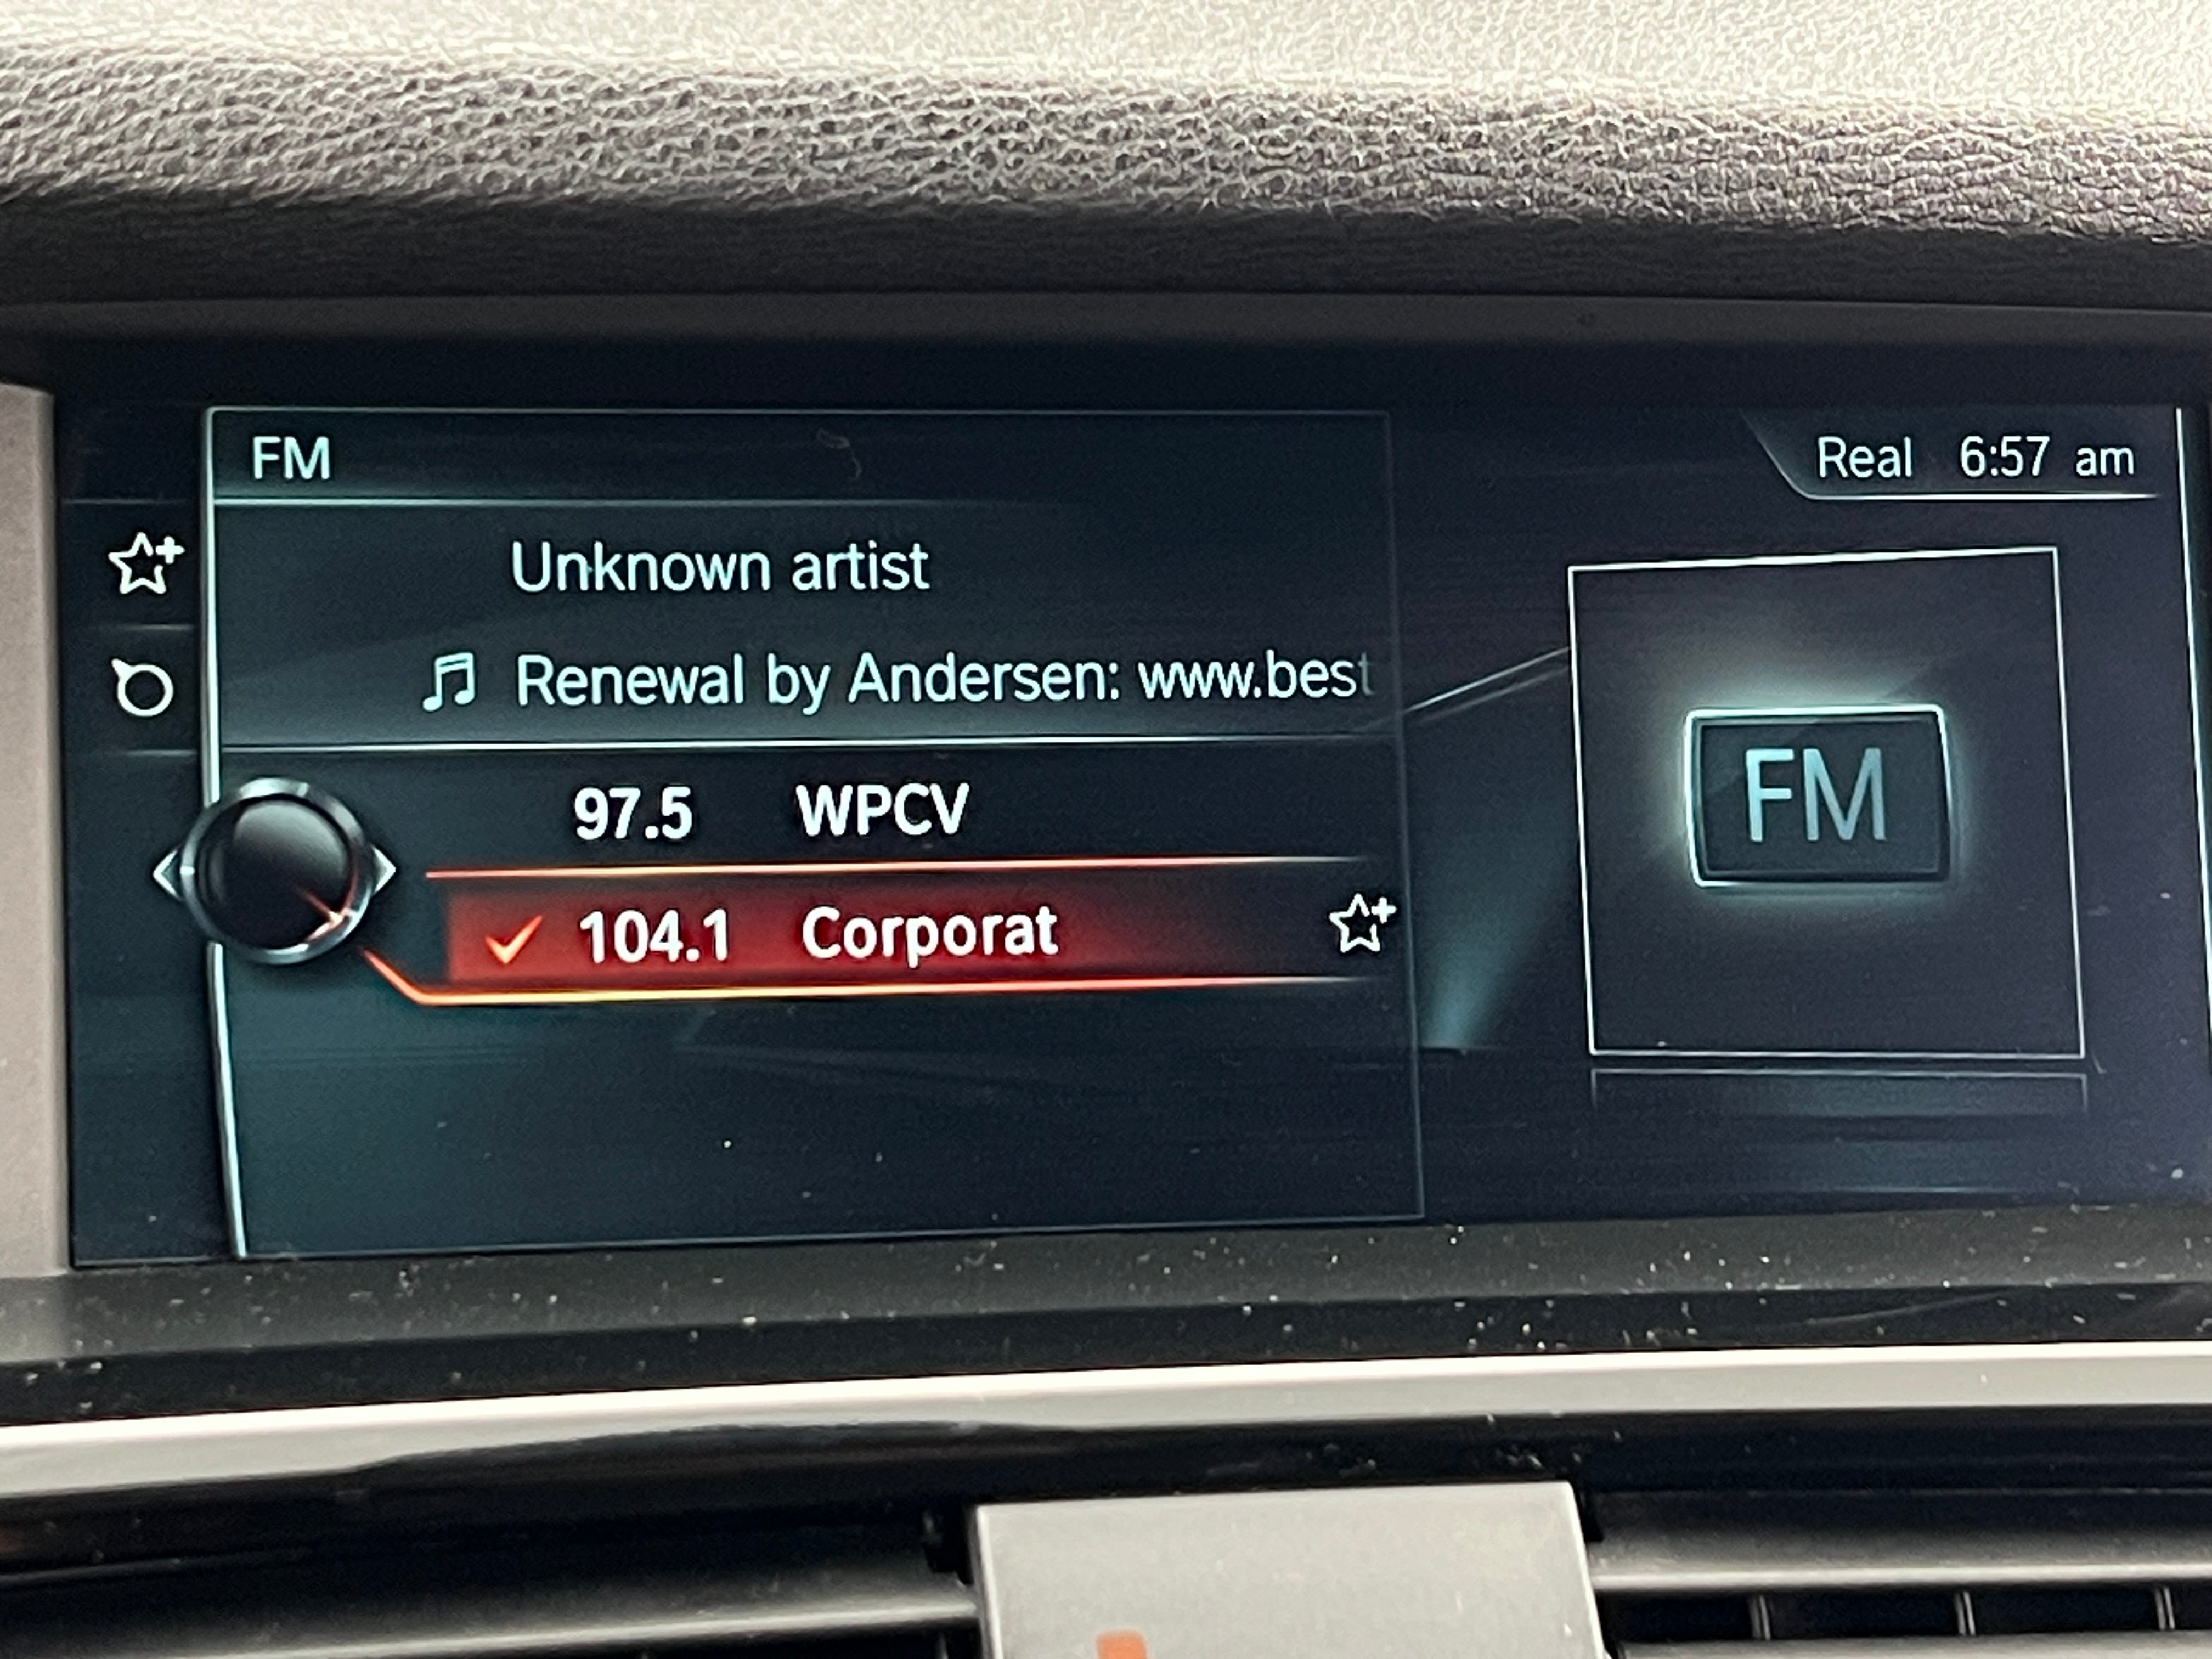 FM
Real 6:57 am
Unknown artist
Renewal by Andersen: www.best
97.5 WPCV
104.1 Corporat
FM